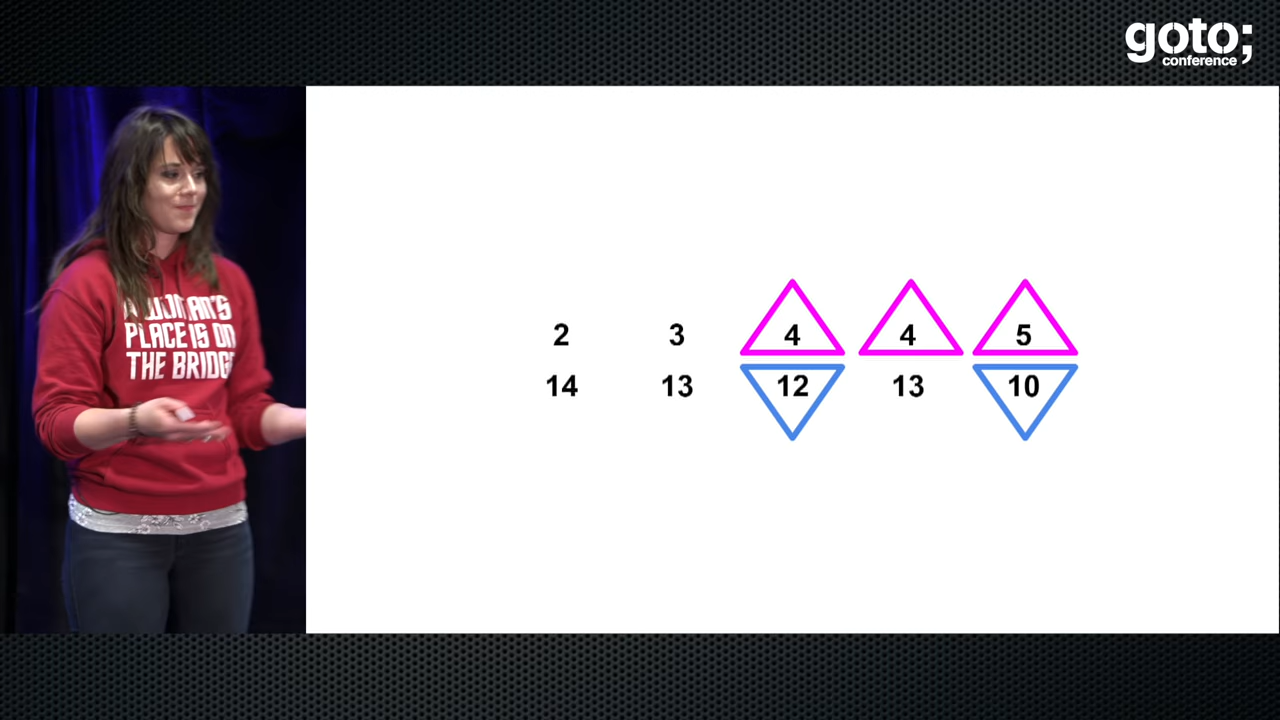 goto;
conference
WOMAN'S
PLACE IS ON
THE BRIDGE
2 3 4 4 5
14 13 12 13 10